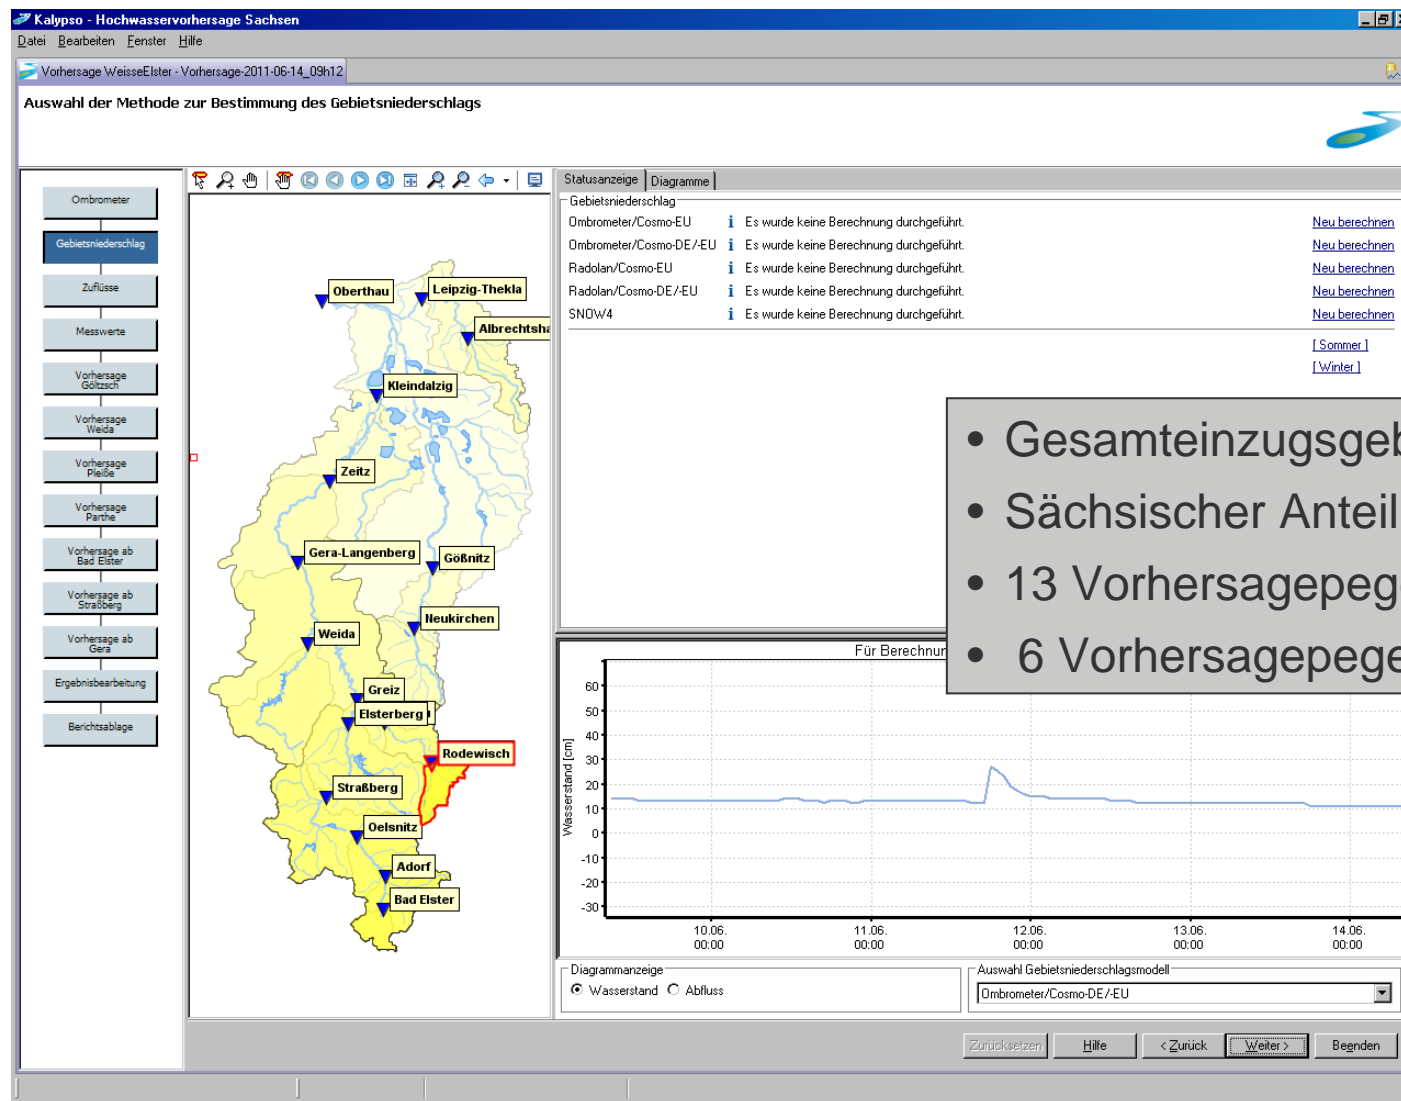 Kalypso - Hochwasservorhersage Sachsen
Datei Bearbeiten Fenster Hilfe
Vorhersage WeisseElster - Vorhersage-2011-06-14_09h12
Auswahl der Methode zur Bestimmung des Gebietsniederschlags
Ombrometer
Gebietsniederschlag
Zuflüsse
Messwerte
Vorhersage
Göltzsch
Vorhersage
Weida
Vorhersage
Pleiße
Vorhersage
Parthe
Vorhersage ab
Bad Elster
Vorhersage ab
Straßberg
Vorhersage ab
Gera
Ergebnisbearbeitung
Berichtsablage
Oberthau
Leipzig-Thekla
Albrechtsha
Kleindalzig
Zeitz
Gera-Langenberg
Gößnitz
Neukirchen
Weida
Greiz
Elsterberg
Rodewisch
Straßberg
Oelsnitz
Adorf
Bad Elster
Statusanzeige Diagramme
Gebietsniederschlag
Ombrometer/Cosmo-EU i Es wurde keine Berechnung durchgeführt. Neu berechnen
Ombrometer/Cosmo-DE/-EU i Es wurde keine Berechnung durchgeführt. Neu berechnen
Radolan/Cosmo-EU i Es wurde keine Berechnung durchgeführt. Neu berechnen
Radolan/Cosmo-DE/-EU i Es wurde keine Berechnung durchgeführt. Neu berechnen
SNOW4 i Es wurde keine Berechnung durchgeführt. Neu berechnen
[ Sommer ]
[ Winter ]
• Gesamteinzugsgeb
• Sächsischer Anteil
• 13 Vorhersagepeg
• 6 Vorhersagepege
Für Berechnun
Wasserstand [cm]
60
50
40
30
20
10
0
-10
-20
-30
10.06. 11.06. 12.06. 13.06. 14.06.
00:00 00:00 00:00 00:00 00:00
Diagrammanzeige
Wasserstand Abfluss
Auswahl Gebietsniederschlagsmodell
Ombrometer/Cosmo-DE/-EU
Zurücksetzen Hilfe < Zurück Weiter > Beenden